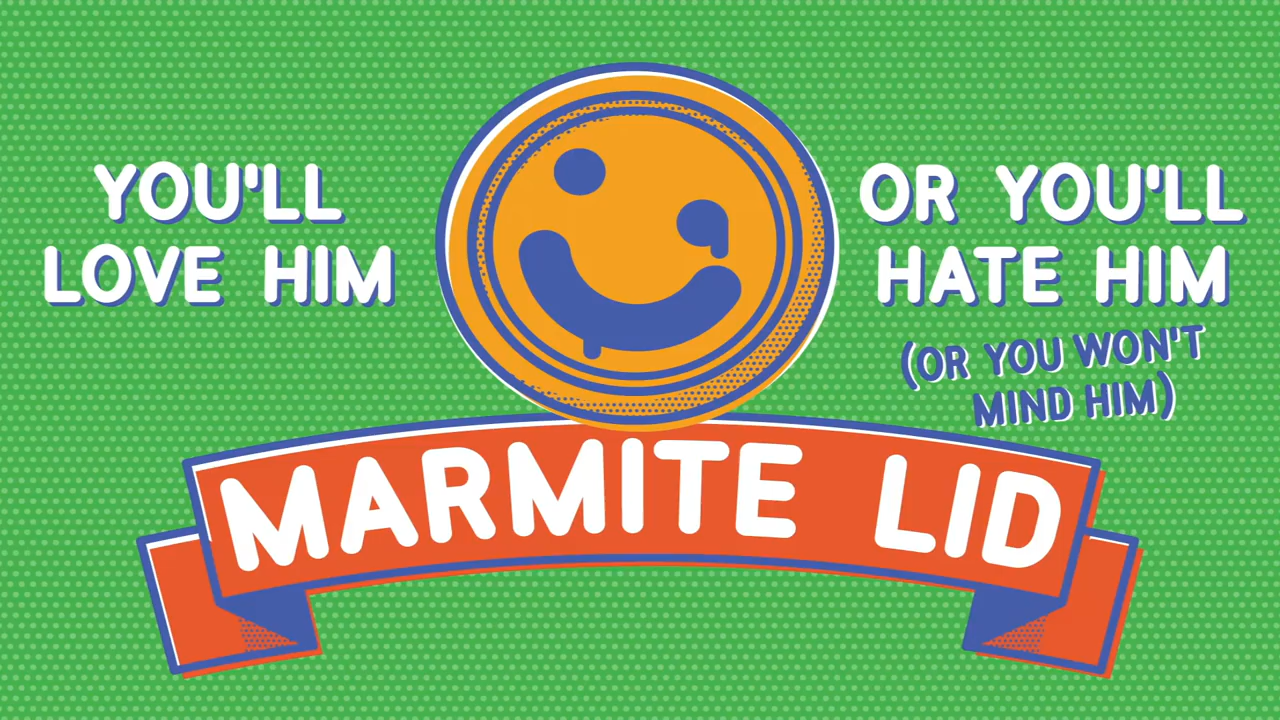 YOU'LL
LOVE HIM
OR YOU'LL
HATE HIM
(OR YOU WON'T
MIND HIM)
MARMITE LID